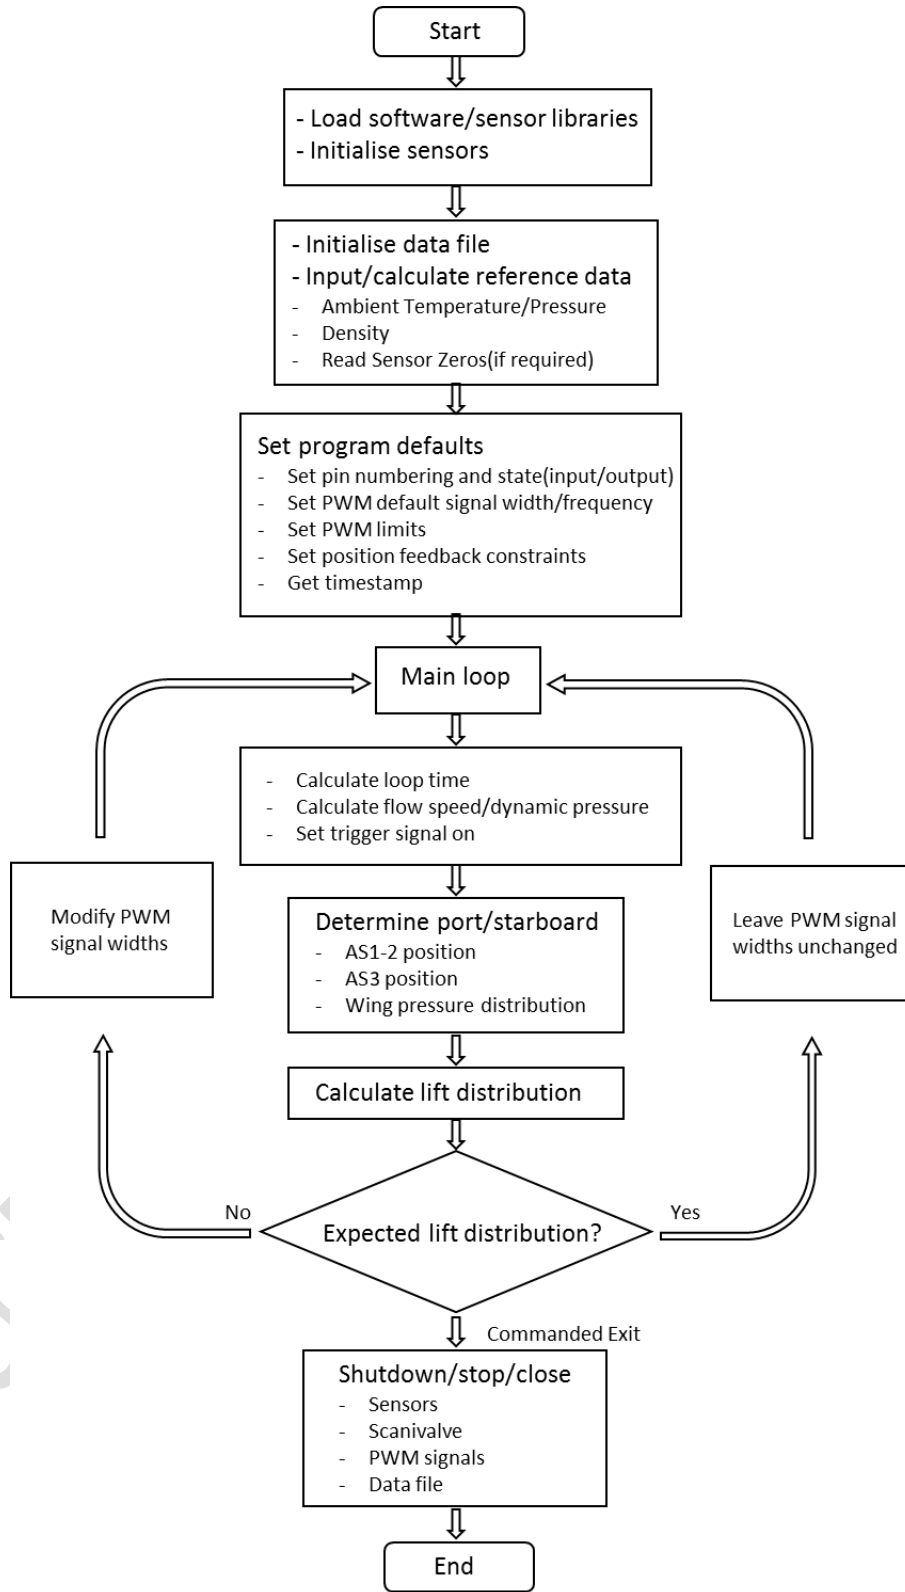 Start
- Load software/sensor libraries
- Initialise sensors
- Initialise data file
- Input/calculate reference data
- Ambient Temperature/Pressure
- Density
- Read Sensor Zeros(if required)
Set program defaults
- Set pin numbering and state(input/output)
- Set PWM default signal width/frequency
- Set PWM limits
- Set position feedback constraints
- Get timestamp
Main loop
- Calculate loop time
- Calculate flow speed/dynamic pressure
- Set trigger signal on
Modify PWM
signal widths
Determine port/starboard
- AS1-2 position
- AS3 position
- Wing pressure distribution
Leave PWM signal
widths unchanged
Calculate lift distribution
No
Expected lift distribution?
Yes
Commanded Exit
Shutdown/stop/close
- Sensors
- Scanivalve
- PWM signals
- Data file
End